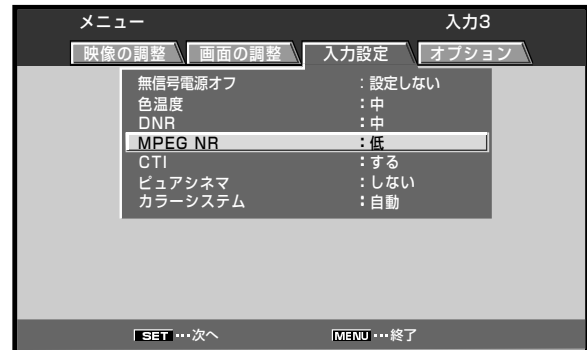 メニュー 入力3
映像の調整 画面の調整 入力設定 オプション
無信号電源オフ :設定しない
色温度 :中
DNR :中
MPEG NR :低
CTI :する
ピュアシネマ :しない
カラーシステム :自動
SET …次へ MENU …終了